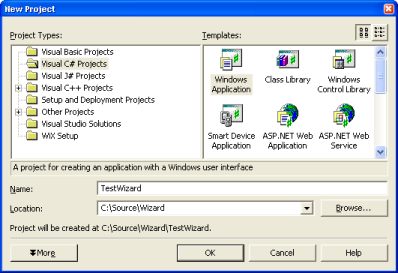 New Project
Project Types:
Templates:
Visual Basic Projects
Visual C# Projects
Visual J# Projects
Visual C++ Projects
Setup and Deployment Projects
Other Projects
Visual Studio Solutions
WiX Setup
Windows Application
Class Library
Windows Control Library
Smart Device Application
ASP.NET Web Application
ASP.NET Web Service
A project for creating an application with a Windows user interface
Name:
TestWizard
Location:
C:\Source\Wizard
Browse...
Project will be created at C:\Source\Wizard\TestWizard.
More
OK
Cancel
Help